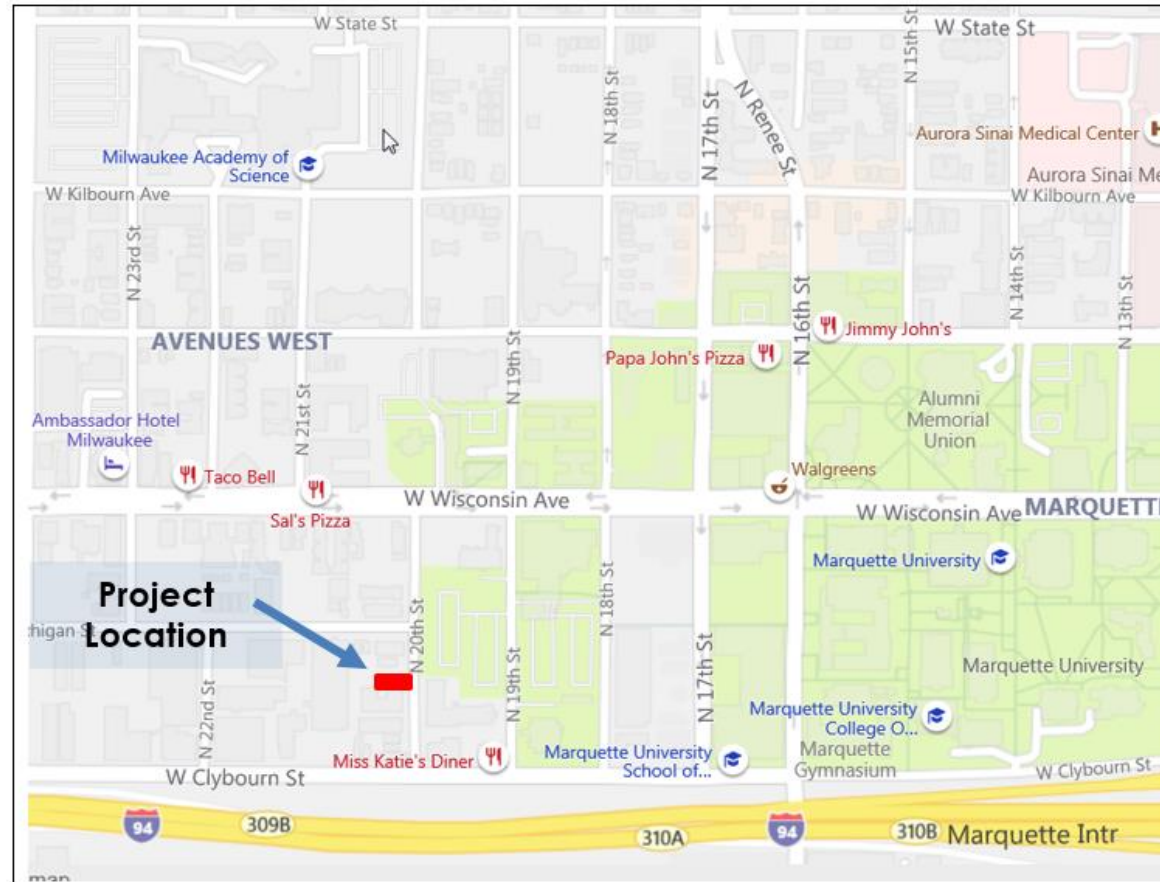 W State St
W State St
N 15th St
N 18th St
N 17th St
N Renee St
Aurora Sinai Medical Center
H
Milwaukee Academy of
Science
Aurora Sinai Me
W Kilbourn Ave
W Kilbourn Ave
N 23rd St
N 14th St
N 13th St
N 16th St
AVENUES WEST
Jimmy John's
Papa John's Pizza
N 19th St
N 21st St
Alumni
Memorial
Union
Ambassador Hotel
Milwaukee
Taco Bell
Walgreens
W Wisconsin Ave
W Wisconsin Ave
MARQUETTE
Sal's Pizza
Marquette University
Project
Location
higan St
N 20th St
N 18th St
N 19th St
N 17th St
N 22nd St
Marquette University
Marquette University
College O...
Miss Katie's Diner
Marquette University
School of...
Marquette
Gymnasium
W Clybourn St
W Clybourn St
94
309B
310A
94
310B
Marquette Intr